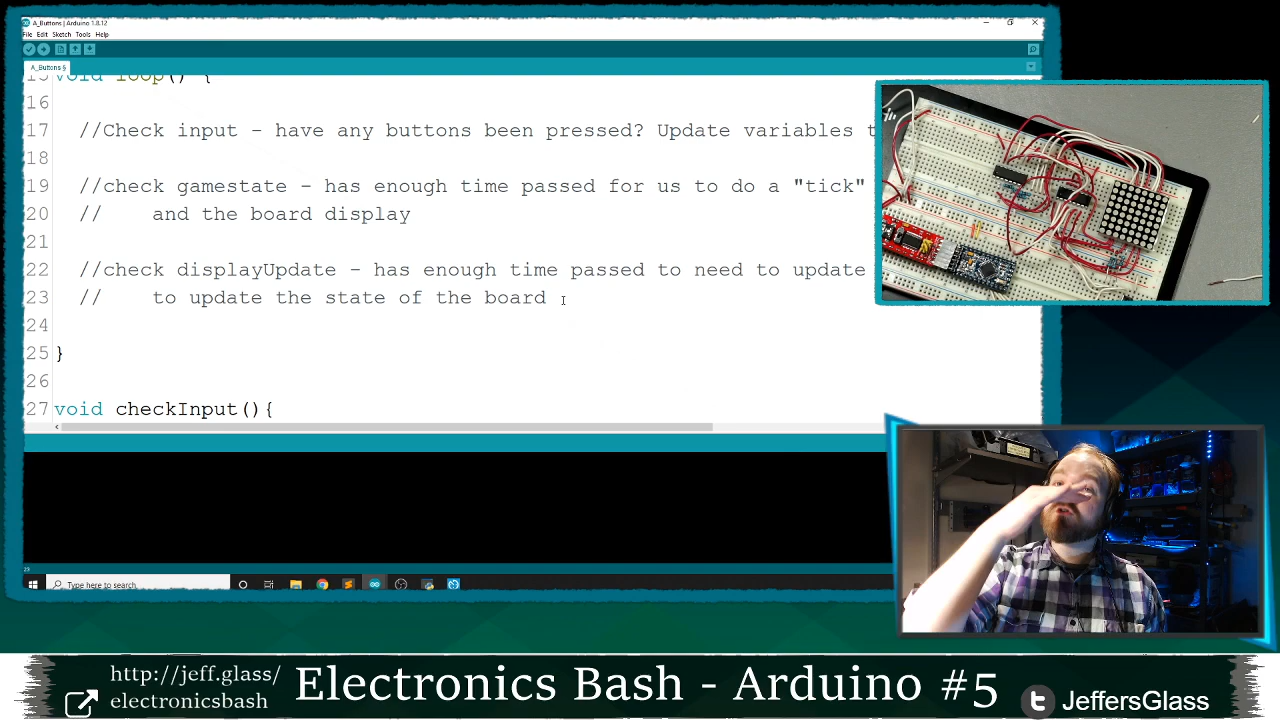 A_Buttons | Arduino 1.8.12
File Edit Sketch Tools Help
A_Buttons §
15 void loop() {
16
17 //Check input - have any buttons been pressed? Update variables t
18
19 //check gamestate - has enough time passed for us to do a "tick"
20 // and the board display
21
22 //check displayUpdate - has enough time passed to need to update
23 // to update the state of the board
24
25 }
26
27 void checkInput(){
23
Type here to search
http://jeff.glass/
electronicsbash
Electronics Bash - Arduino #5
JeffersGlass